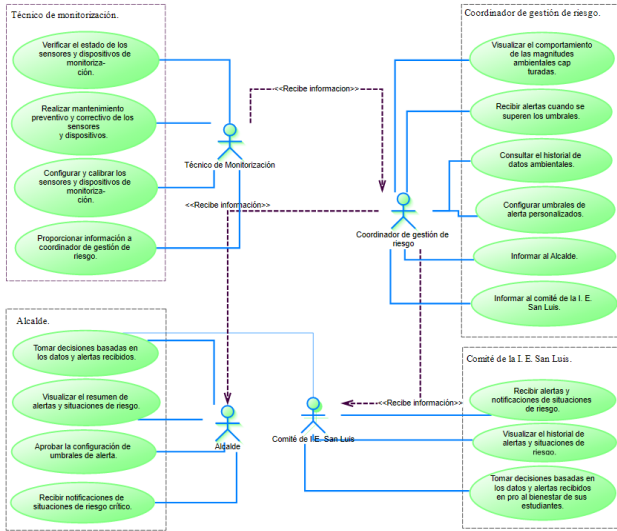 Técnico de monitorización.
Verificar el estado de los
sensores y dispositivos de
monitoriza-
ción.
Realizar mantenimiento
preventivo y correctivo de los
sensores
y dispositivos.
Configurar y calibrar los
sensores y dispositivos de
monitoriza-
ción.
Proporcionar información a
coordinador de gestión de
riesgo.
Técnico de Monitorización
<<Recibe informacion>>
<<Recibe información>>
Coordinador de gestión de riesgo.
Visualizar el comportamiento
de las magnitudes
ambientales cap
turadas.
Recibir alertas cuando se
superen los umbrales.
Consultar el historial de
datos ambientales.
Configurar umbrales de
alerta personalizados.
Informar al Alcalde.
Informar al comité de la I. E.
San Luis.
Coordinador de gestión de
riesgo
Alcalde.
Tomar decisiones basadas en
los datos y alertas recibidos.
Visualizar el resumen de
alertas y situaciones de riesgo.
Aprobar la configuración de
umbrales de alerta.
Recibir notificaciones de
situaciones de riesgo crítico.
Alcalde
Comité de I.E. San Luis
<<Recibe información>>
Comité de la I. E. San Luis.
Recibir alertas y
notificaciones de situaciones
de riesgo.
Visualizar el historial de
alertas y situaciones de
riesgo.
Tomar decisiones basadas en
los datos y alertas recibidos
en pro al bienestar de sus
estudiantes.